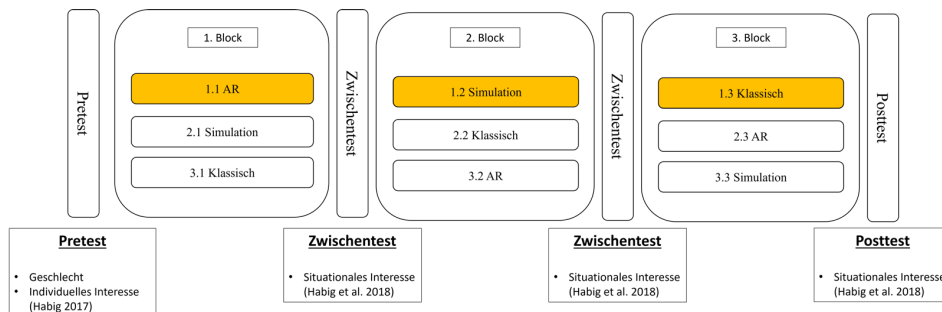 Pretest
1. Block
1.1 AR
2.1 Simulation
3.1 Klassisch
Zwischentest
2. Block
1.2 Simulation
2.2 Klassisch
3.2 AR
Zwischentest
3. Block
1.3 Klassisch
2.3 AR
3.3 Simulation
Posttest
Pretest
• Geschlecht
• Individuelles Interesse
(Habig 2017)
Zwischentest
• Situationales Interesse
(Habig et al. 2018)
Zwischentest
• Situationales Interesse
(Habig et al. 2018)
Posttest
• Situationales Interesse
(Habig et al. 2018)